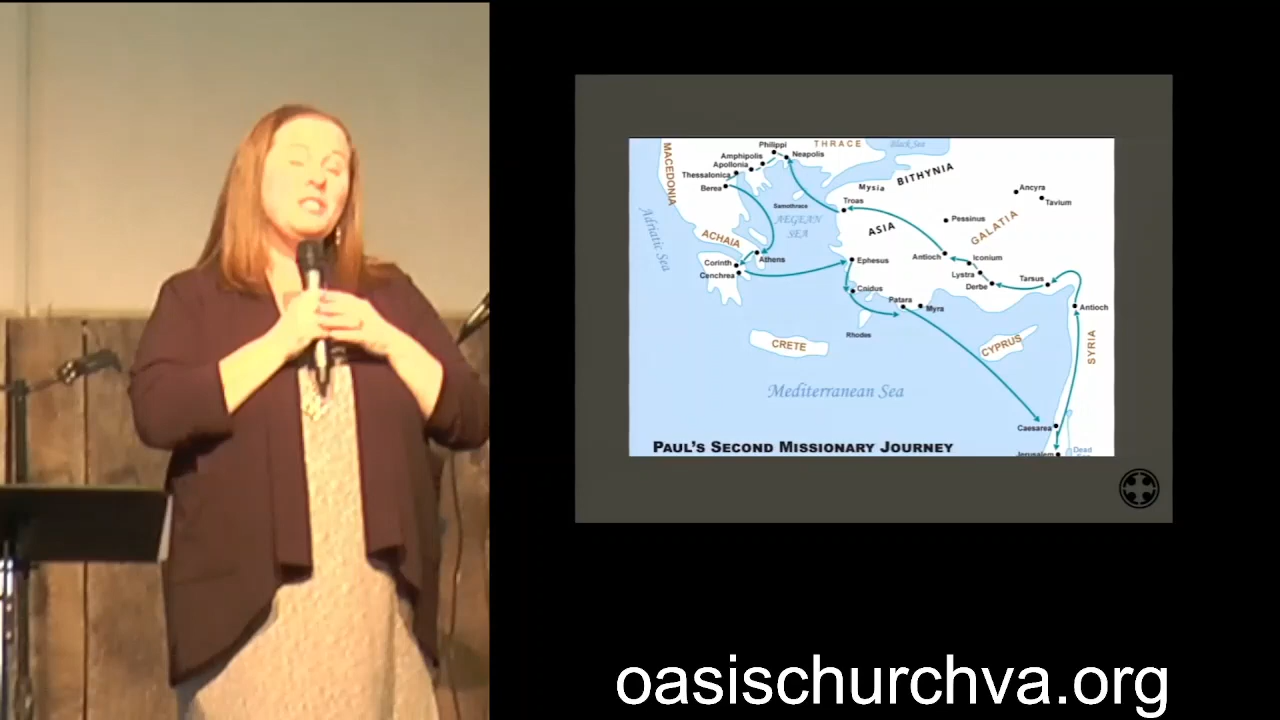 THRACE
Black Sea
Philippi
Neapolis
MACEDONIA
Amphipolis
Apollonia
Thessalonica
Berea
BITHYNIA
Mysia
Ancyra
Tavium
Samothrace
Troas
AEGEAN
SEA
Pessinus
GALATIA
Adriatic Sea
ASIA
ACHAIA
Athens
Corinth
Cenchrea
Ephesus
Antioch
Iconium
Lystra
Derbe
Tarsus
Cnidus
Patara
Myra
Antioch
Rhodes
CRETE
CYPRUS
SYRIA
Mediterranean Sea
Caesarea
PAUL'S SECOND MISSIONARY JOURNEY
Jerusalem
Dead
Sea
oasischurchva.org